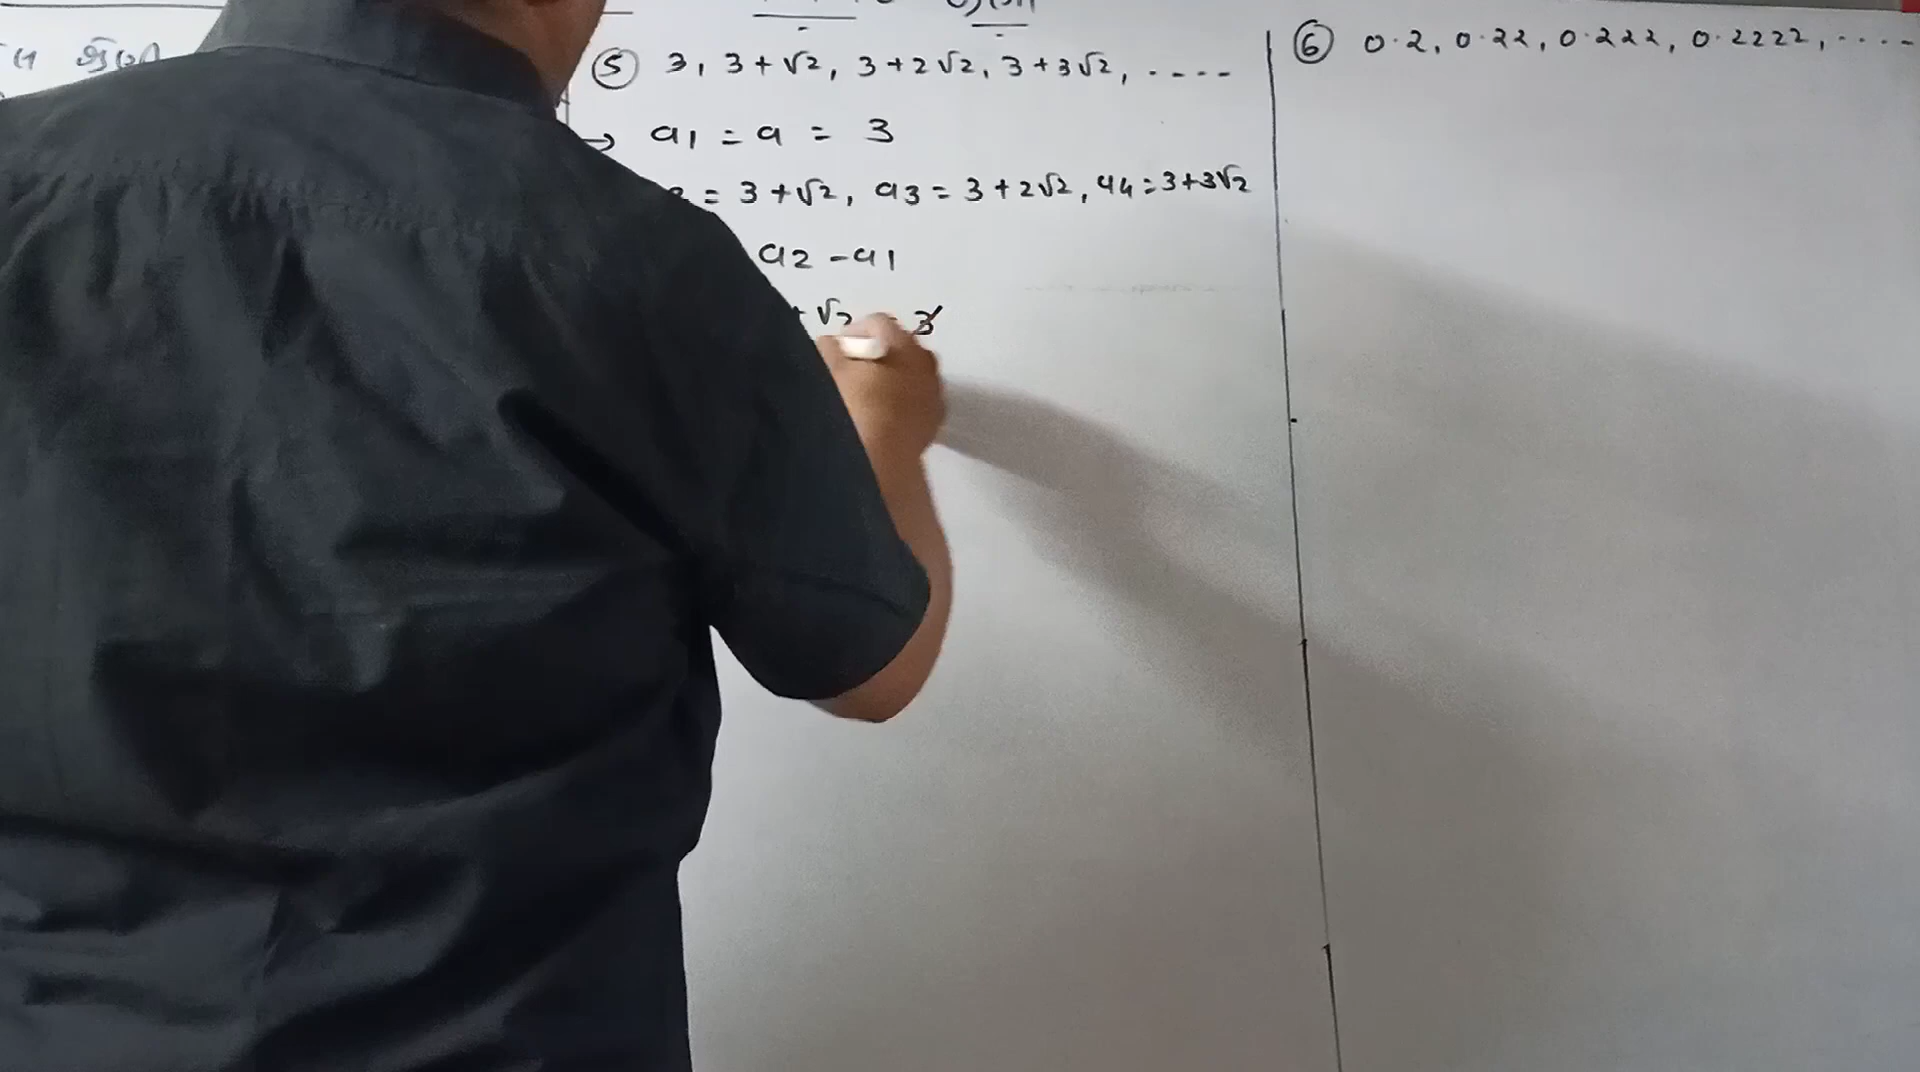 ⑤ 3, 3+√2, 3+2√2, 3+3√2, ....
→ a1 = a = 3
= 3+√2, a3 = 3+2√2, a4 = 3+3√2
a2 - a1
+ √2 - 3
⑥ 0.2, 0.22, 0.222, 0.2222, ....